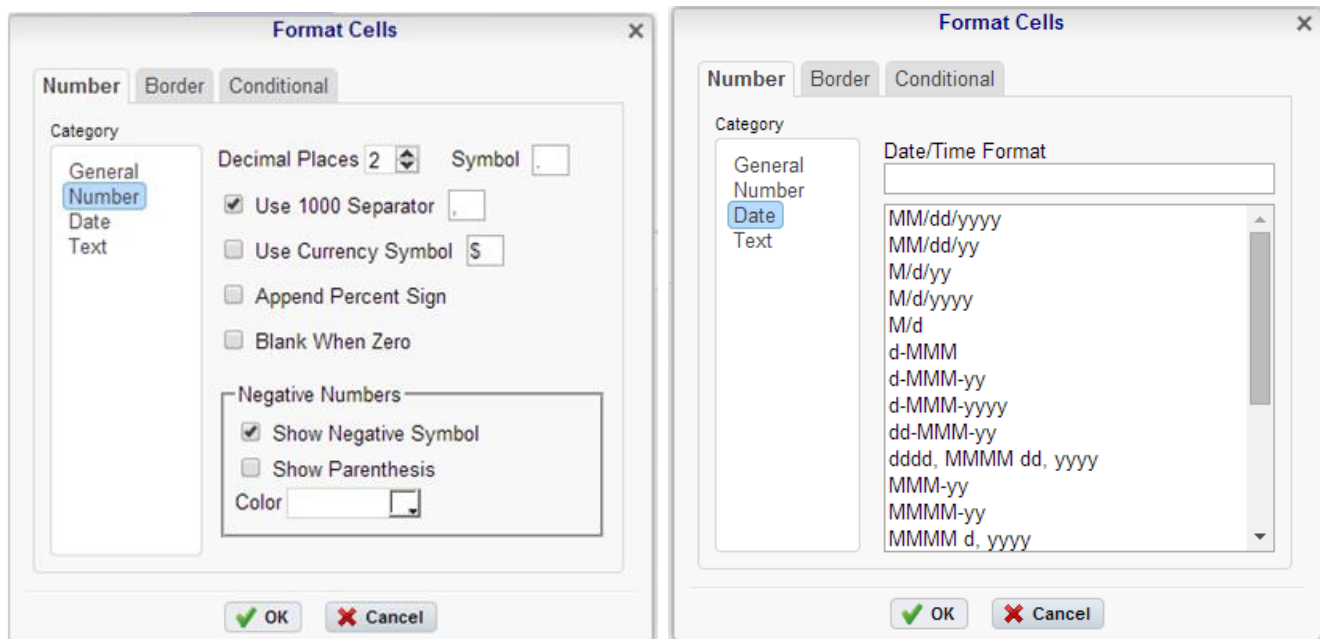 Format Cells
Number Border Conditional
Category
General
Number
Date
Text
Decimal Places 2 Symbol .
Use 1000 Separator ,
Use Currency Symbol $
Append Percent Sign
Blank When Zero
Negative Numbers
Show Negative Symbol
Show Parenthesis
Color
OK Cancel
Format Cells
Number Border Conditional
Category
General
Number
Date
Text
Date/Time Format
MM/dd/yyyy
MM/dd/yy
M/d/yy
M/d/yyyy
M/d
d-MMM
d-MMM-yy
d-MMM-yyyy
dd-MMM-yy
dddd, MMMM dd, yyyy
MMM-yy
MMMM-yy
MMMM d, yyyy
OK Cancel